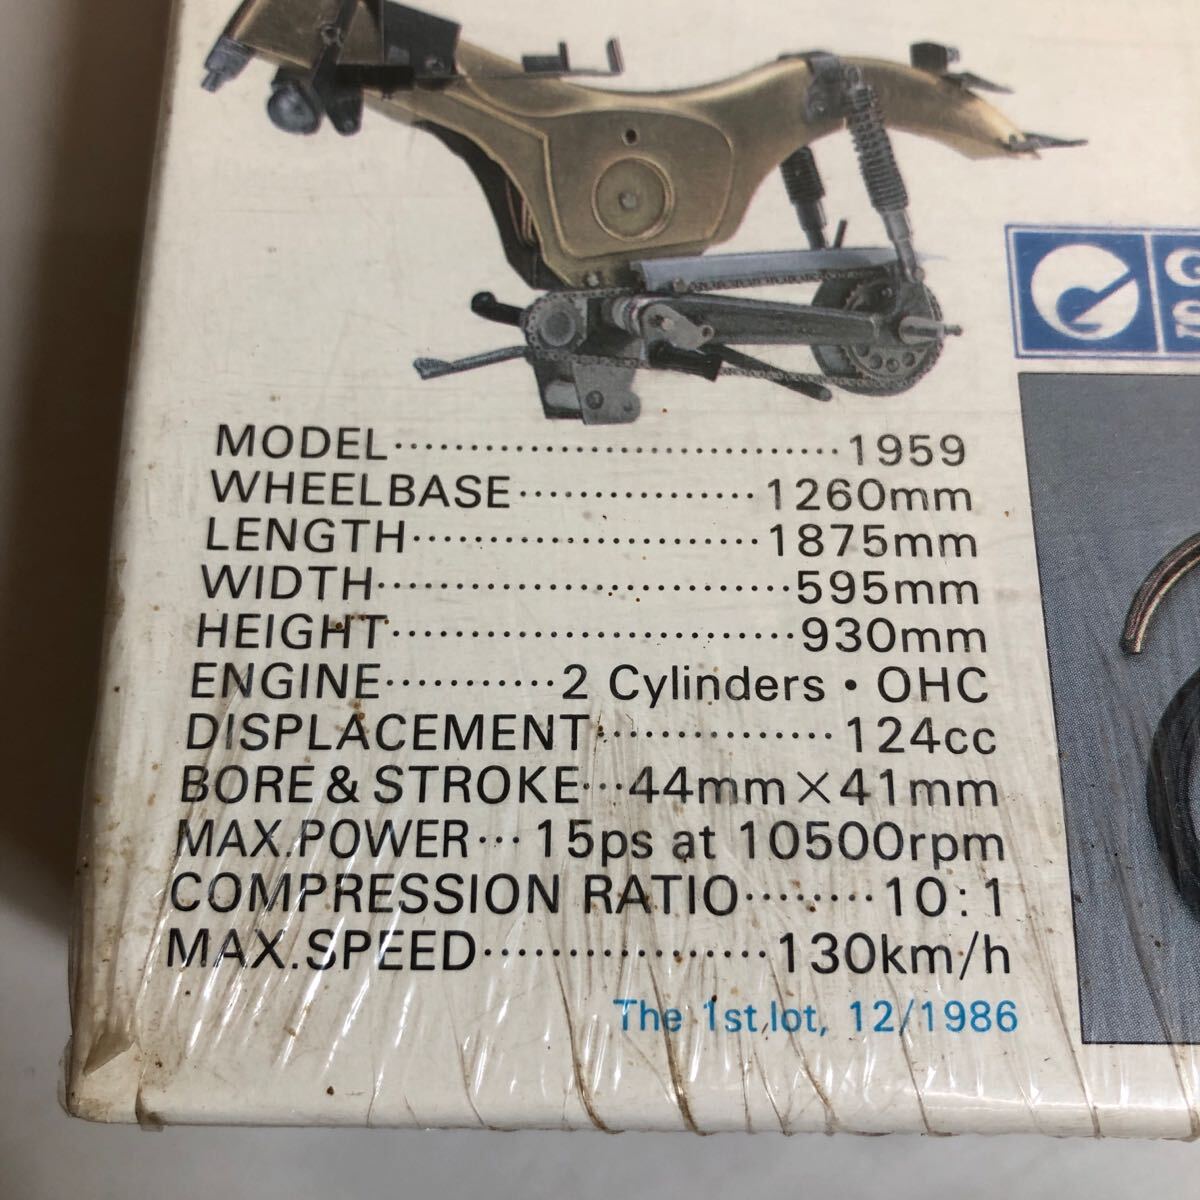 MODEL 1959
WHEELBASE 1260mm
LENGTH 1875mm
WIDTH 595mm
HEIGHT 930mm
ENGINE 2 Cylinders・OHC
DISPLACEMENT 124cc
BORE & STROKE 44mm×41mm
MAX.POWER 15ps at 10500rpm
COMPRESSION RATIO 10:1
MAX.SPEED 130km/h
The 1st lot, 12/1986